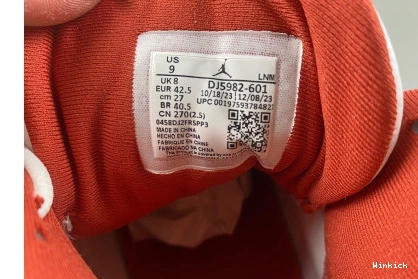 US
9
LNM
UK 8
DJ5982-601
EUR 42.5
10/18/23 12/08/23
cm 27
UPC 00197593784823
BR 40.5
CN 270(2.5)
045BDJ2FRSPP3
MADE IN CHINA
HECHO EN CHINA
FABRIQUÉ EN CHINE
FABRICADO NA CHINA
Winkick